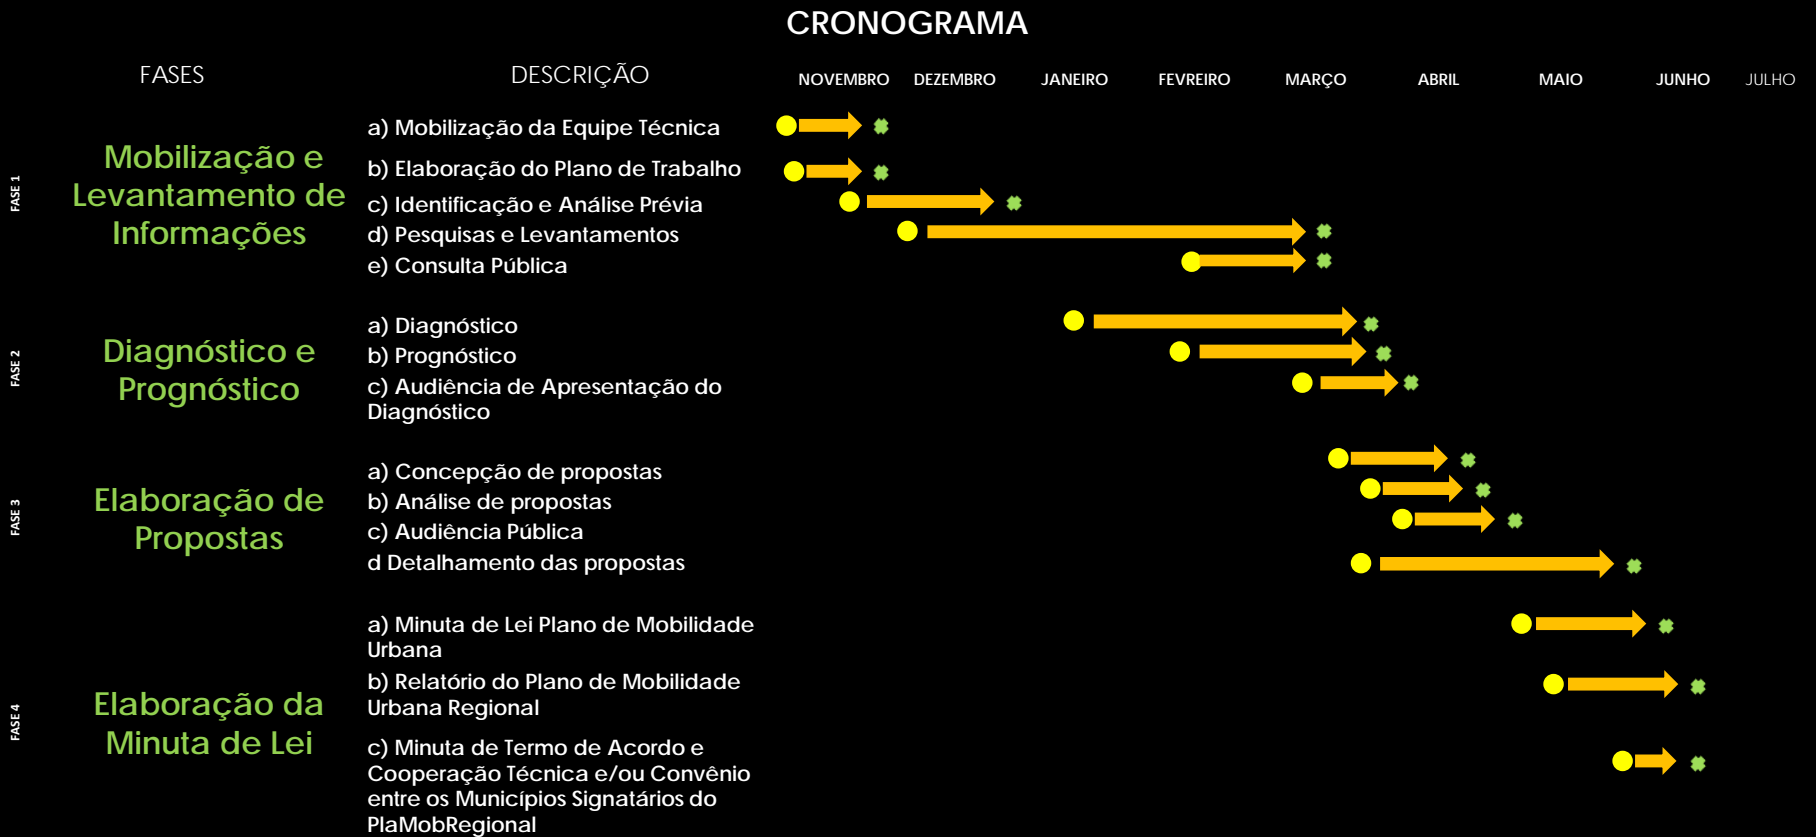 CRONOGRAMA
FASES
DESCRIÇÃO
NOVEMBRO
DEZEMBRO
JANEIRO
FEVREIRO
MARÇO
ABRIL
MAIO
JUNHO
JULHO
FASE 1
Mobilização e
Levantamento de
Informações
a) Mobilização da Equipe Técnica
b) Elaboração do Plano de Trabalho
c) Identificação e Análise Prévia
d) Pesquisas e Levantamentos
e) Consulta Pública
FASE 2
Diagnóstico e
Prognóstico
a) Diagnóstico
b) Prognóstico
c) Audiência de Apresentação do
Diagnóstico
FASE 3
Elaboração de
Propostas
a) Concepção de propostas
b) Análise de propostas
c) Audiência Pública
d Detalhamento das propostas
FASE 4
Elaboração da
Minuta de Lei
a) Minuta de Lei Plano de Mobilidade
Urbana
b) Relatório do Plano de Mobilidade
Urbana Regional
c) Minuta de Termo de Acordo e
Cooperação Técnica e/ou Convênio
entre os Municípios Signatários do
PlaMobRegional